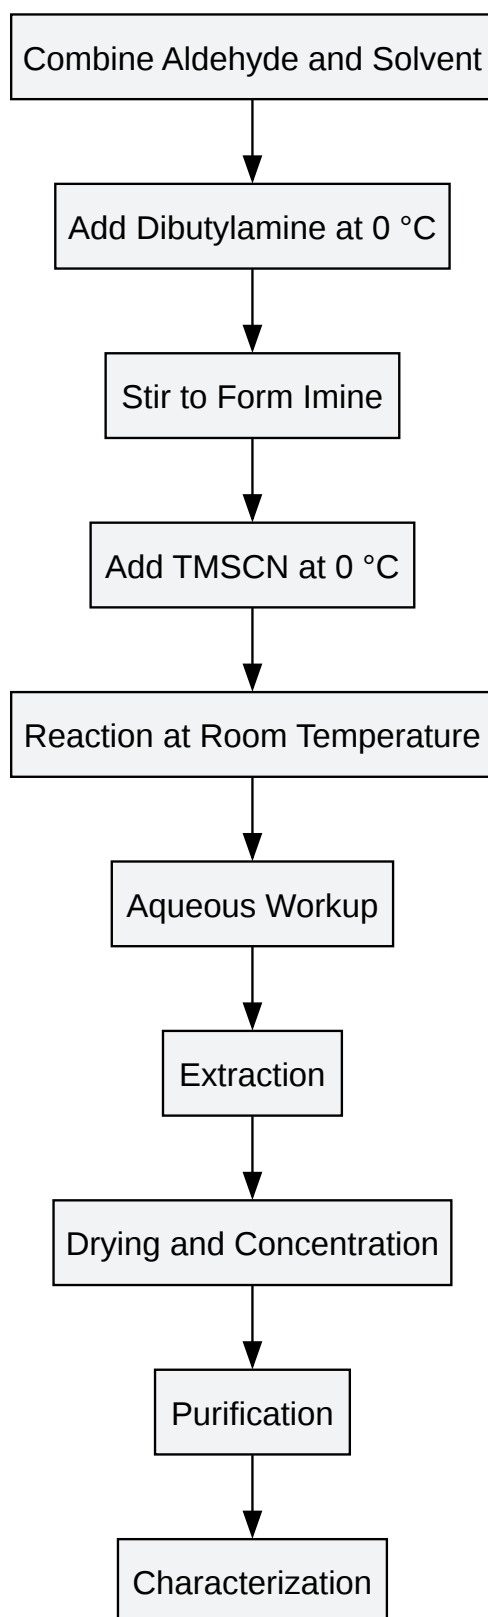 Combine Aldehyde and Solvent
Add Dibutylamine at 0 °C
Stir to Form Imine
Add TMSCN at 0 °C
Reaction at Room Temperature
Aqueous Workup
Extraction
Drying and Concentration
Purification
Characterization